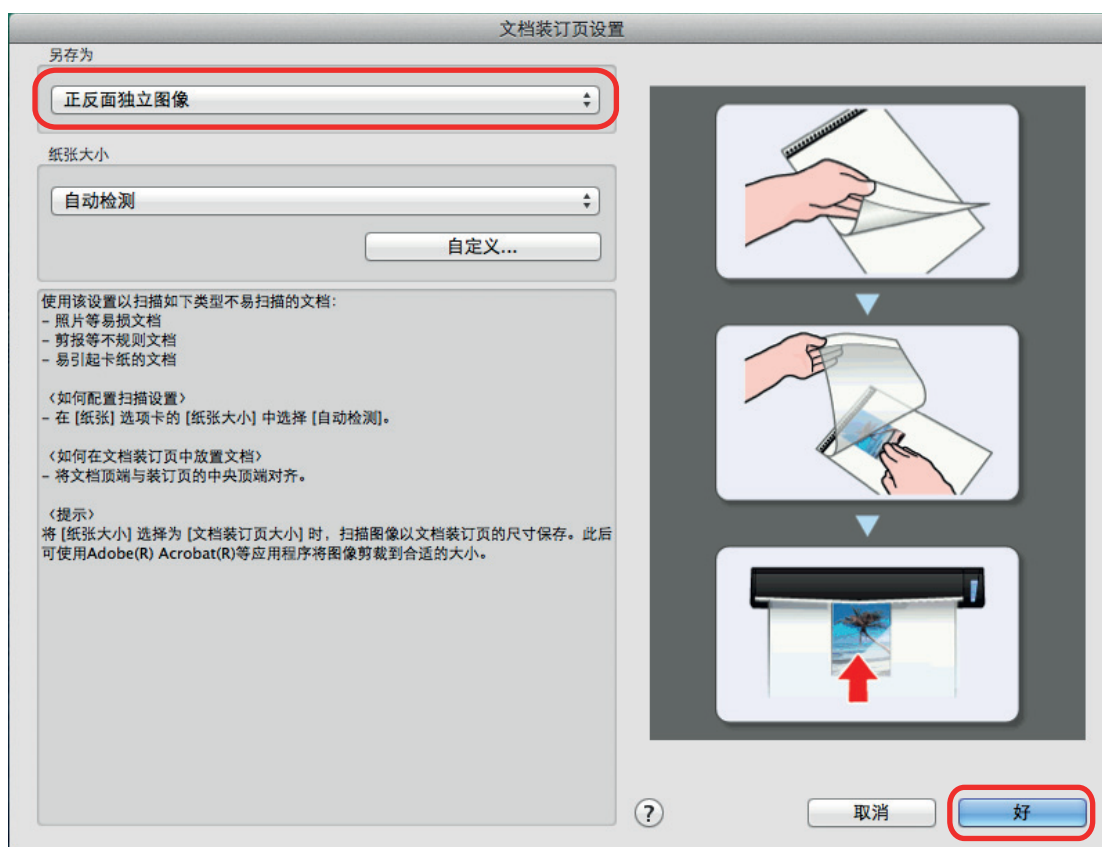 文档装订页设置
另存为
正反面独立图像
纸张大小
自动检测
自定义...
使用该设置以扫描如下类型不易扫描的文档:
- 照片等易损文档
- 剪报等不规则文档
- 易引起卡纸的文档
〈如何配置扫描设置〉
- 在 [纸张] 选项卡的 [纸张大小] 中选择 [自动检测]。
〈如何在文档装订页中放置文档〉
- 将文档顶端与装订页的中央顶端对齐。
〈提示〉
将 [纸张大小] 选择为 [文档装订页大小] 时，扫描图像以文档装订页的尺寸保存。此后
可使用Adobe(R) Acrobat(R)等应用程序将图像剪裁到合适的大小。
?
取消
好